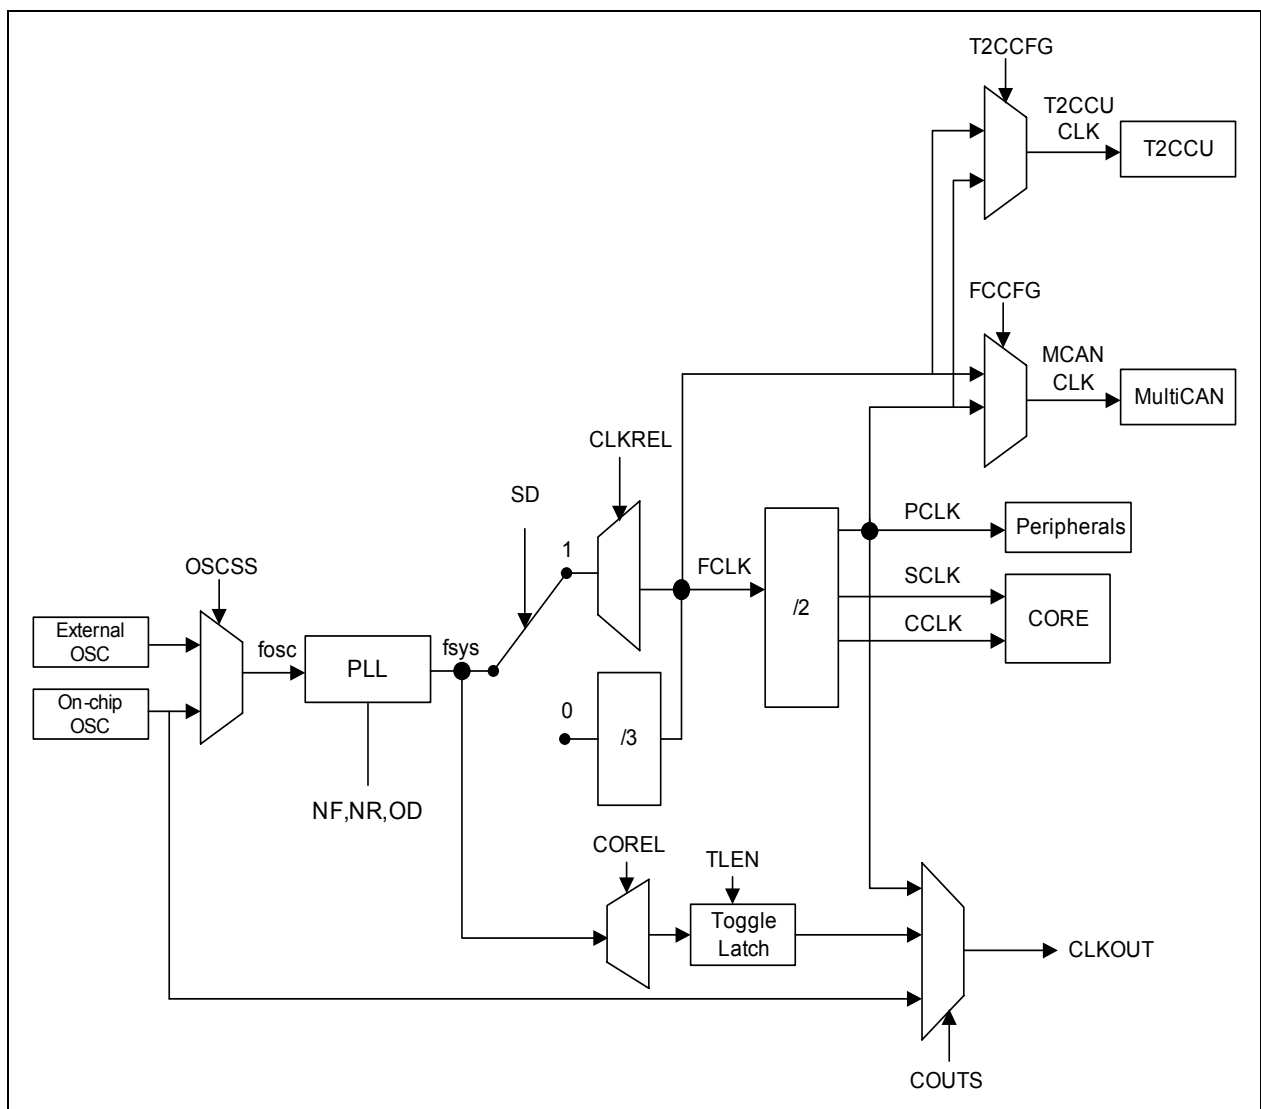 T2CCFG
T2CCU
CLK
T2CCU
FCCFG
MCAN
CLK
MultiCAN
CLKREL
SD
1
OSCSS
FCLK
PCLK
Peripherals
SCLK
CCLK
CORE
/2
External
OSC
fosc
PLL
fsys
On-chip
OSC
0
/3
NF,NR,OD
COREL
TLEN
Toggle
Latch
CLKOUT
COUTS